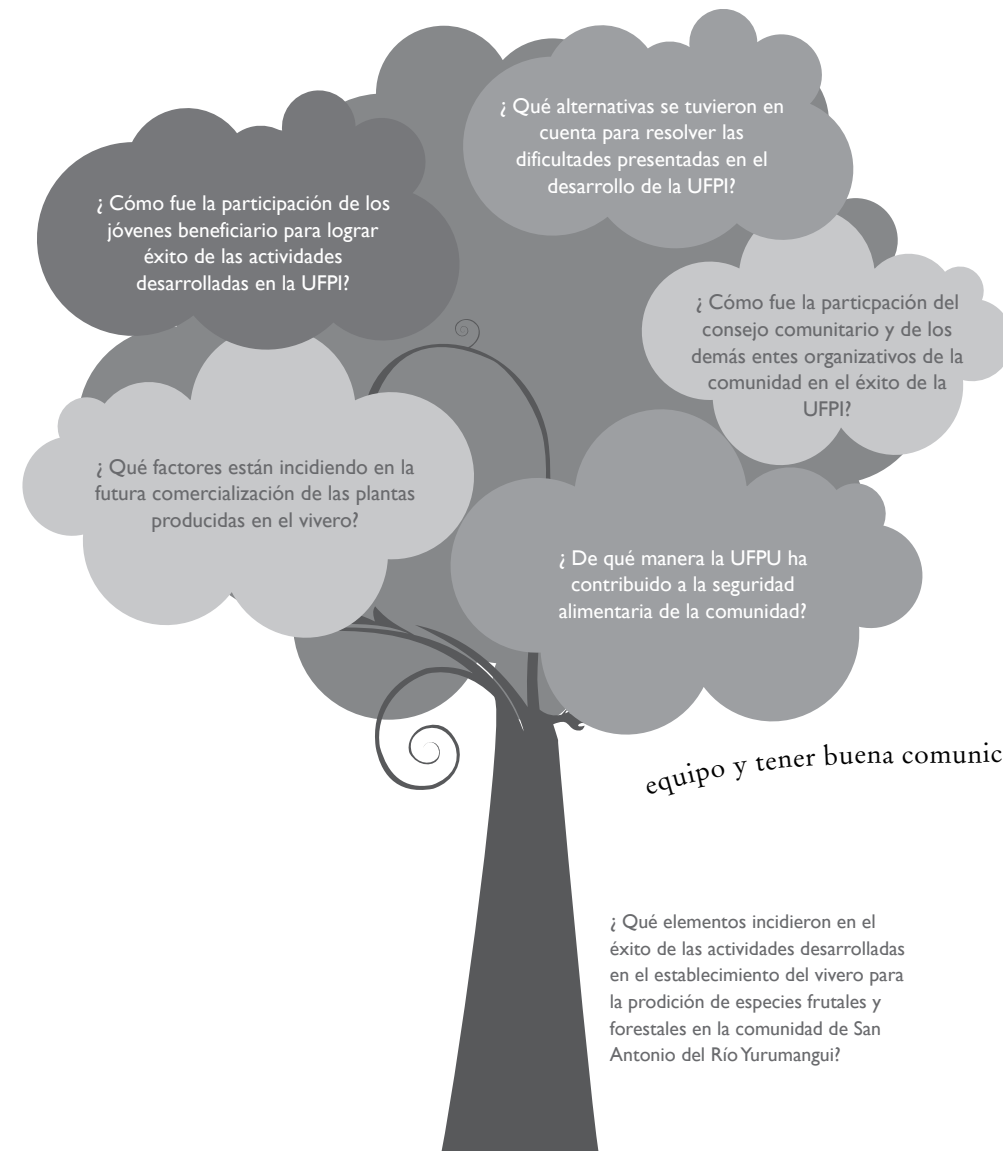 ¿ Qué alternativas se tuvieron en
cuenta para resolver las
dificultades presentadas en el
desarrollo de la UFPI?
¿ Cómo fue la participación de los
jóvenes beneficiario para lograr
éxito de las actividades
desarrolladas en la UFPI?
¿ Cómo fue la particpación del
consejo comunitario y de los
demás entes organizativos de la
comunidad en el éxito de la
UFPI?
¿ Qué factores están incidiendo en la
futura comercialización de las plantas
producidas en el vivero?
¿ De qué manera la UFPU ha
contribuido a la seguridad
alimentaria de la comunidad?
equipo y tener buena comunic
¿ Qué elementos incidieron en el
éxito de las actividades desarrolladas
en el establecimiento del vivero para
la prodición de especies frutales y
forestales en la comunidad de San
Antonio del Río Yurumangui?